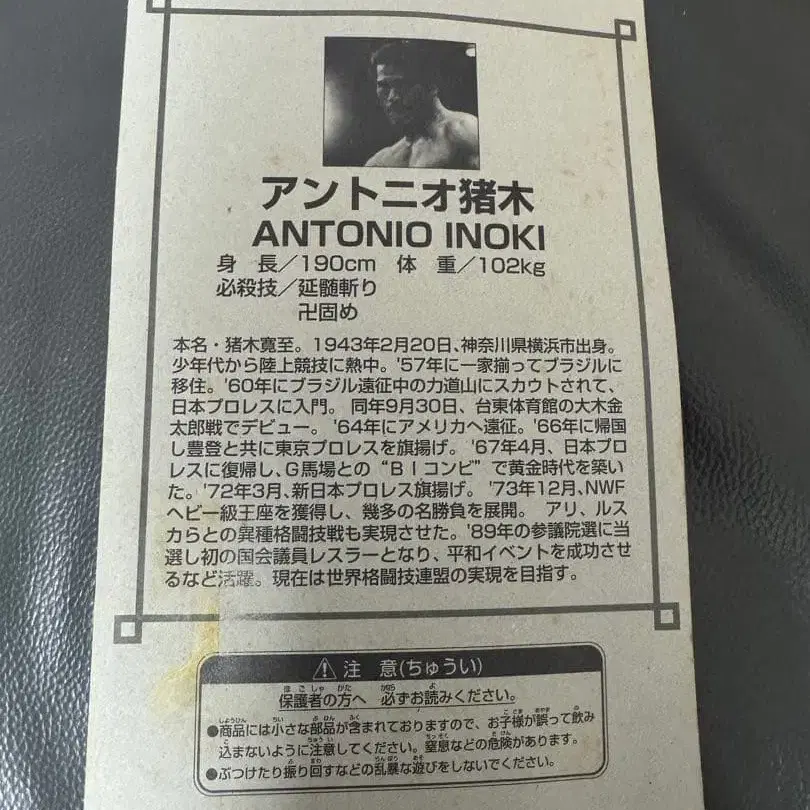 アントニオ猪木
ANTONIO INOKI
身　長／190cm　体　重／102kg
必殺技／延髄斬り
卍固め
本名・猪木寛至。1943年2月20日、神奈川県横浜市出身。
少年代から陸上競技に熱中。'57年に一家揃ってブラジルに
移住。'60年にブラジル遠征中の力道山にスカウトされて、
日本プロレスに入門。同年9月30日、台東体育館の大木金
太郎戦でデビュー。'64年にアメリカへ遠征。'66年に帰国
し豊登と共に東京プロレスを旗揚げ。'67年4月、日本プロ
レスに復帰し、G馬場との“BIコンビ”で黄金時代を築い
た。'72年3月、新日本プロレス旗揚げ。'73年12月、NWF
ヘビー級王座を獲得し、幾多の名勝負を展開。アリ、ルス
カらとの異種格闘技戦も実現させた。'89年の参議院選に当
選し初の国会議員レスラーとなり、平和イベントを成功させ
るなど活躍。現在は世界格闘技連盟の実現を目指す。
⚠ 注　意(ちゅうい)
保護者の方へ 必ずお読みください。
●商品には小さな部品が含まれておりますので、お子様が誤って飲み
込まないように注意してください。窒息などの危険があります。
●ぶつけたり振り回すなどの乱暴な遊びをしないでください。